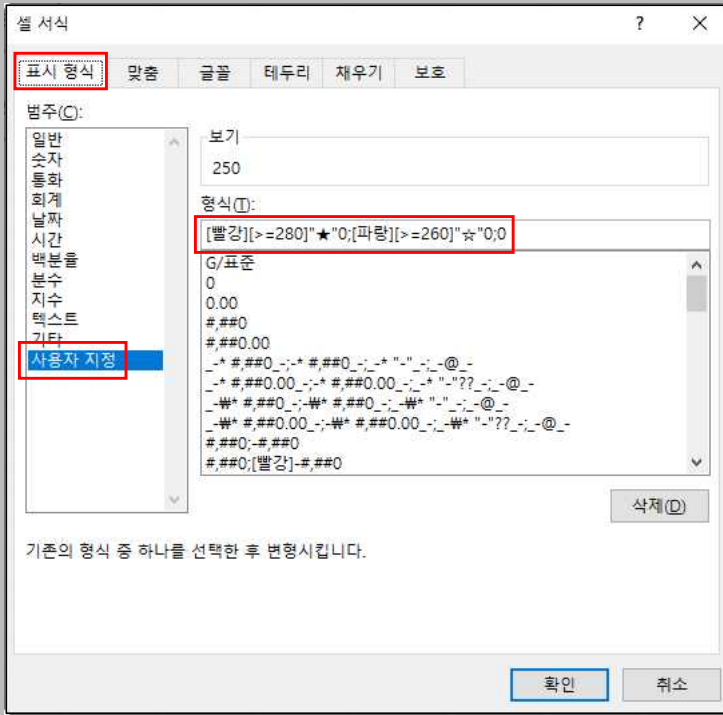 셀 서식 ? ×
표시 형식 맞춤 글꼴 테두리 채우기 보호
범주(C):
일반
숫자
통화
회계
날짜
시간
백분율
분수
지수
텍스트
기타
사용자 지정
보기
250
형식(T):
[빨강][>=280]"★"0;[파랑][>=260]"☆"0;0
G/표준
0
0.00
#,##0
#,##0.00
_-* #,##0_-;-* #,##0_-;_-* "-"_-;_-@_-
_-* #,##0.00_-;-* #,##0.00_-;_-* "-"??_-;_-@_-
_-₩* #,##0_-;-₩* #,##0_-;_-₩* "-"_-;_-@_-
_-₩* #,##0.00_-;-₩* #,##0.00_-;_-₩* "-"??_-;_-@_-
#,##0;-#,##0
#,##0;[빨강]-#,##0
삭제(D)
기존의 형식 중 하나를 선택한 후 변형시킵니다.
확인 취소